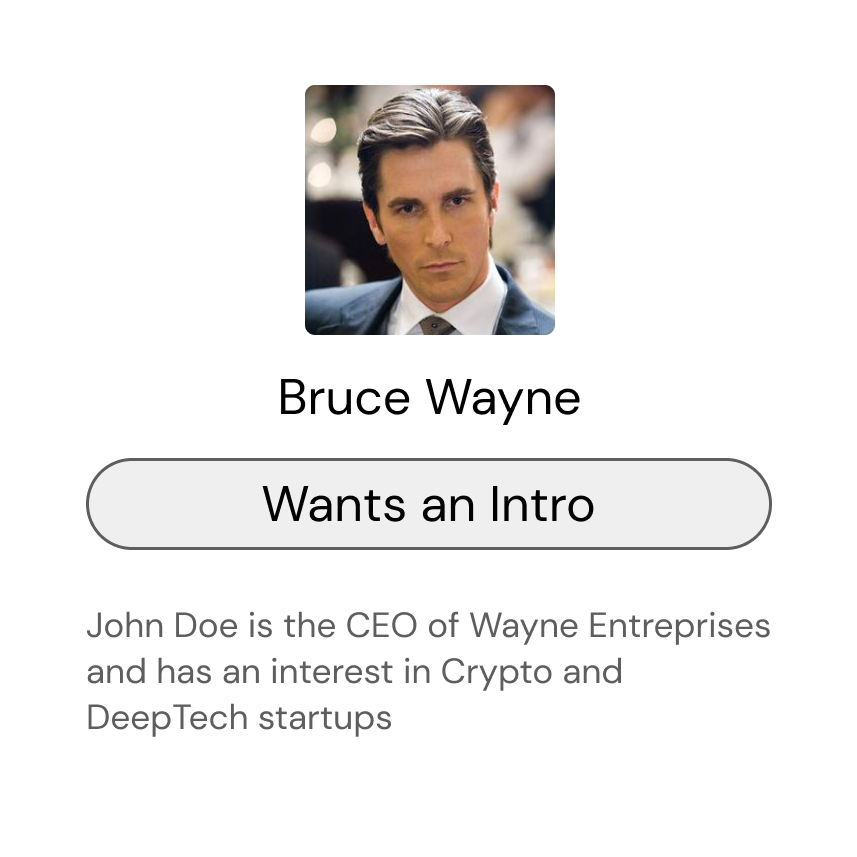 Bruce Wayne
Wants an Intro
John Doe is the CEO of Wayne Entreprises
and has an interest in Crypto and
DeepTech startups